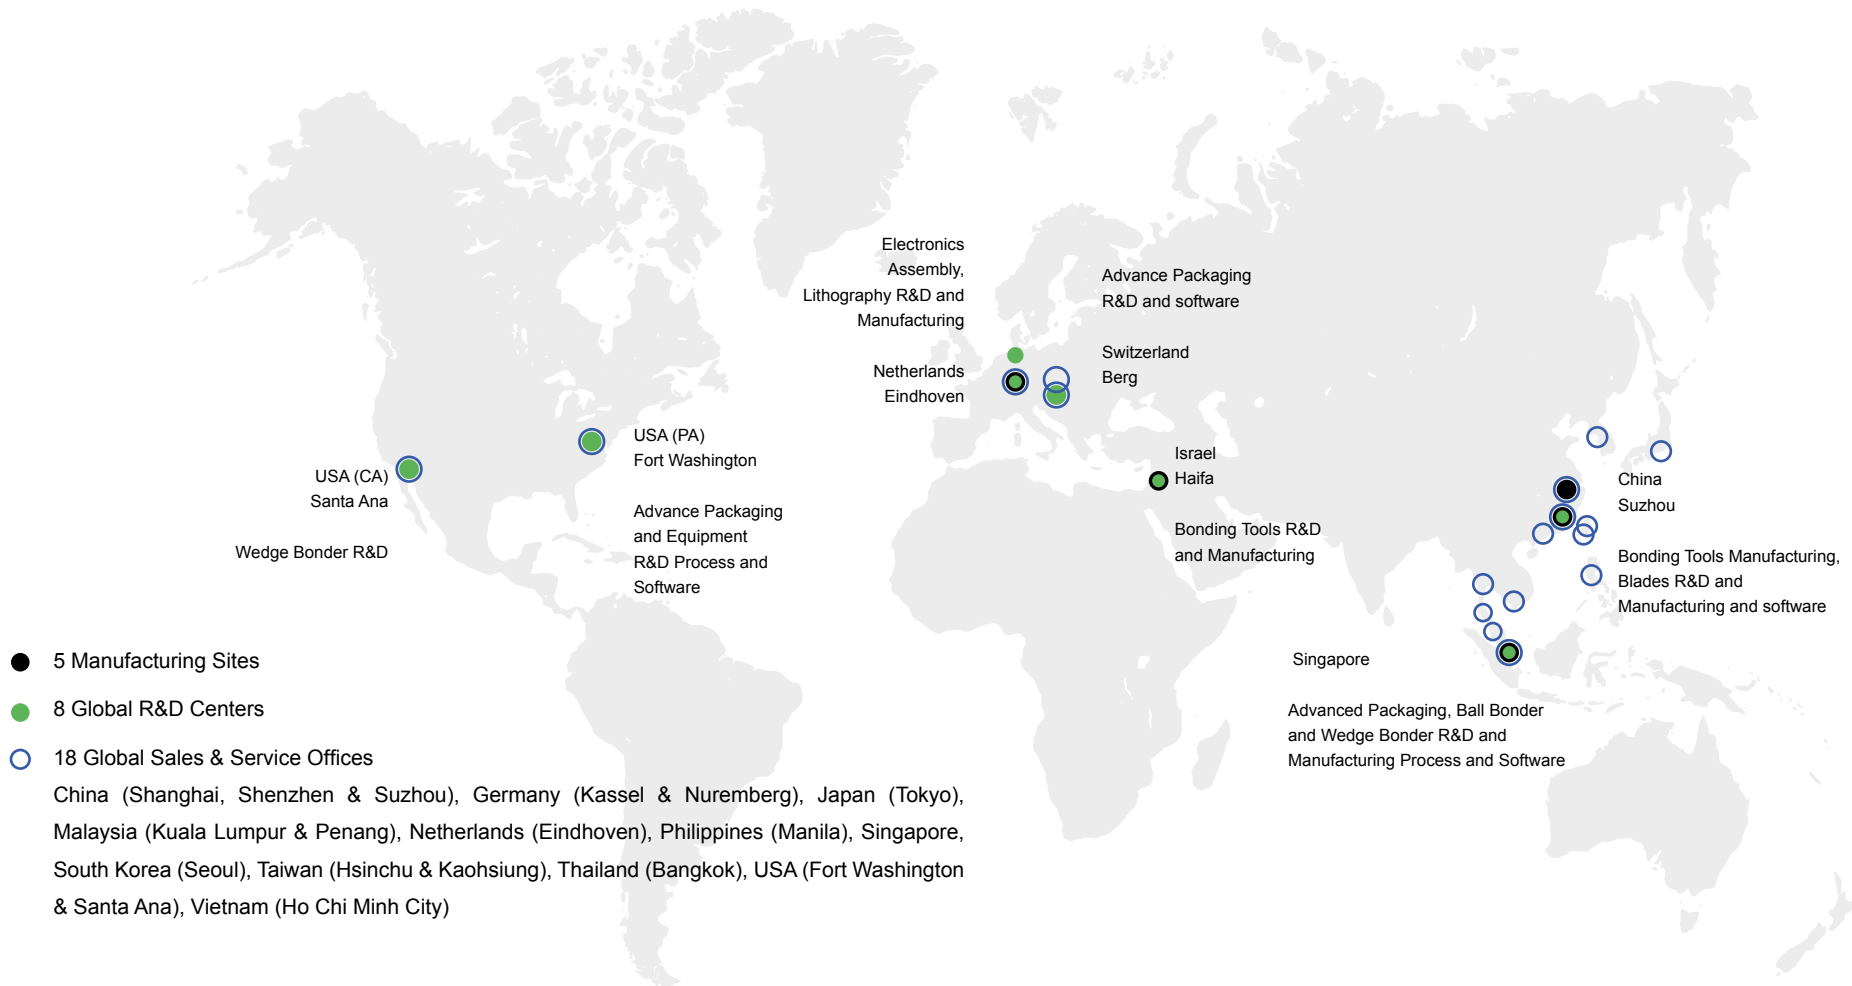 Electronics
Assembly,
Lithography R&D and
Manufacturing
Netherlands
Eindhoven
Advance Packaging
R&D and software
Switzerland
Berg
USA (PA)
Fort Washington
Advance Packaging
and Equipment
R&D Process and
Software
USA (CA)
Santa Ana
Wedge Bonder R&D
Israel
Haifa
Bonding Tools R&D
and Manufacturing
China
Suzhou
Bonding Tools Manufacturing,
Blades R&D and
Manufacturing and software
Singapore
Advanced Packaging, Ball Bonder
and Wedge Bonder R&D and
Manufacturing Process and Software
5 Manufacturing Sites
8 Global R&D Centers
18 Global Sales & Service Offices
China (Shanghai, Shenzhen & Suzhou), Germany (Kassel & Nuremberg), Japan (Tokyo),
Malaysia (Kuala Lumpur & Penang), Netherlands (Eindhoven), Philippines (Manila), Singapore,
South Korea (Seoul), Taiwan (Hsinchu & Kaohsiung), Thailand (Bangkok), USA (Fort Washington
& Santa Ana), Vietnam (Ho Chi Minh City)